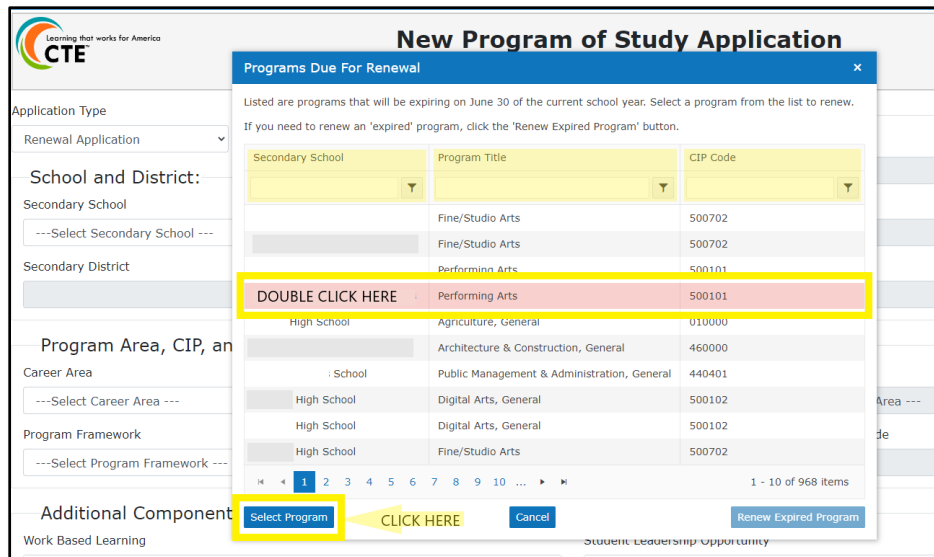 Learning that works for America
CTE™
New Program of Study Application
Programs Due For Renewal
×
Listed are programs that will be expiring on June 30 of the current school year. Select a program from the list to renew.
If you need to renew an 'expired' program, click the 'Renew Expired Program' button.
Application Type
Renewal Application
School and District:
Secondary School
---Select Secondary School ---
Secondary District
Program Area, CIP, an
Career Area
---Select Career Area ---
Area ---
Program Framework
de
---Select Program Framework ---
Additional Component
Work Based Learning
Student Leadership Opportunity
Secondary School Program Title CIP Code
Fine/Studio Arts 500702
Fine/Studio Arts 500702
Performing Arts 500101
DOUBLE CLICK HERE Performing Arts 500101
High School Agriculture, General 010000
Architecture & Construction, General 460000
School Public Management & Administration, General 440401
High School Digital Arts, General 500102
High School Digital Arts, General 500102
High School Fine/Studio Arts 500702
1 2 3 4 5 6 7 8 9 10 ... 1 - 10 of 968 items
Select Program CLICK HERE Cancel Renew Expired Program